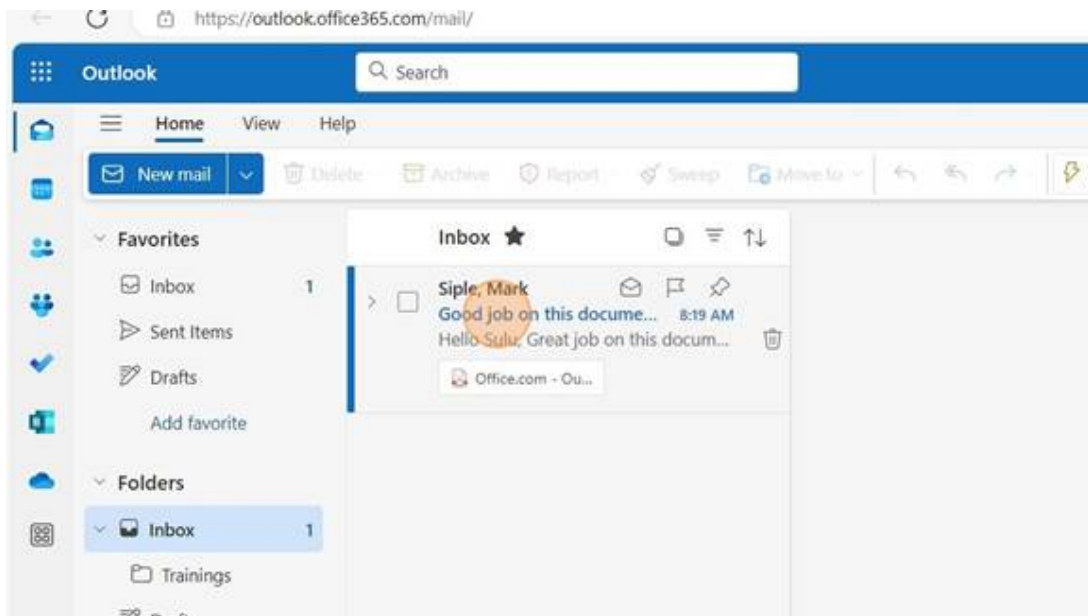 https://outlook.office365.com/mail/
Outlook
Search
Home View Help
New mail Delete Archive Report Sweep Move to
Favorites
Inbox 1
Sent Items
Drafts
Add favorite
Folders
Inbox 1
Trainings
Inbox
Siple, Mark
Good job on this docume... 8:19 AM
Hello Sulu, Great job on this docum...
Office.com - Ou...